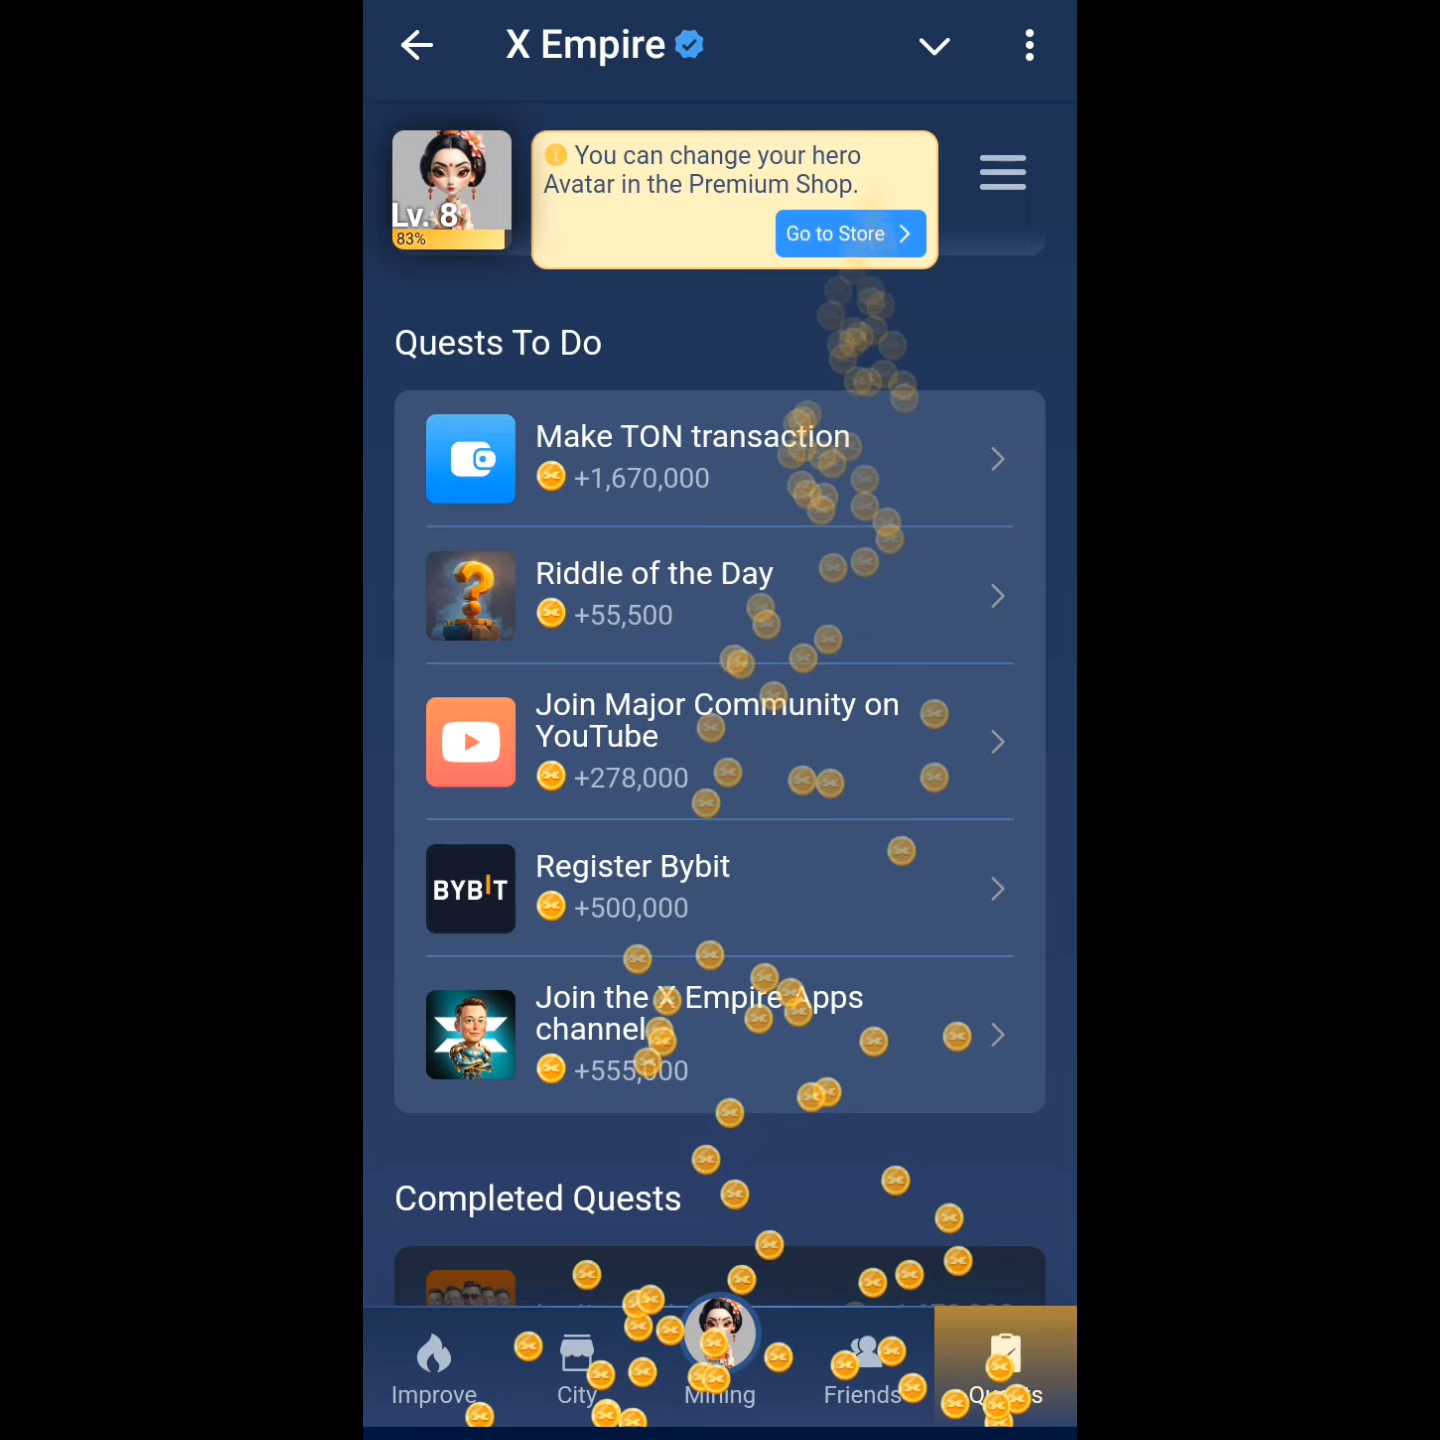 X Empire
Lv. 8
83%
You can change your hero
Avatar in the Premium Shop.
Go to Store
Quests To Do
Make TON transaction
+1,670,000
Riddle of the Day
+55,500
Join Major Community on
YouTube
+278,000
BYBIT
Register Bybit
+500,000
Join the X Empire Apps
channel
+555,000
Completed Quests
Improve
City
Mining
Friends
Quests